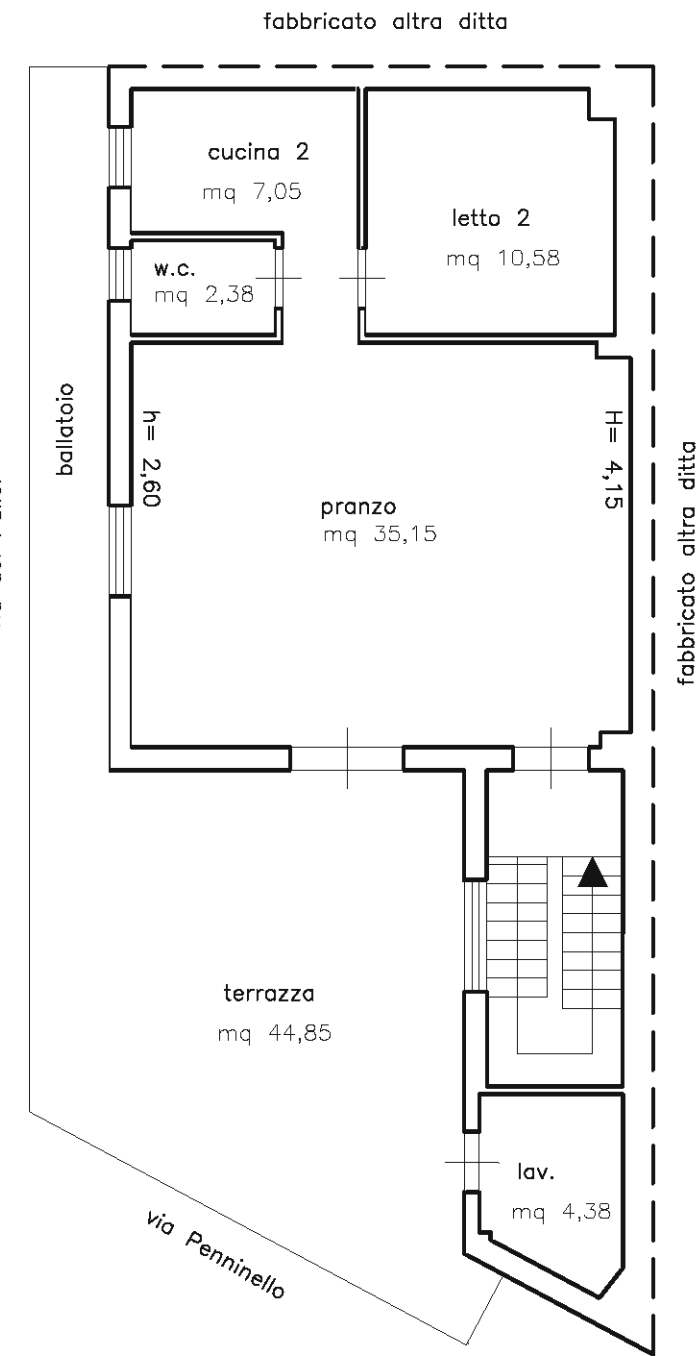 fabbricato altra ditta
cucina 2
mq 7,05
letto 2
mq 10,58
w.c.
mq 2,38
ballatoio
h= 2,60
H= 4,15
pranzo
mq 35,15
fabbricato altra ditta
terrazza
mq 44,85
lav.
mq 4,38
via Penninello